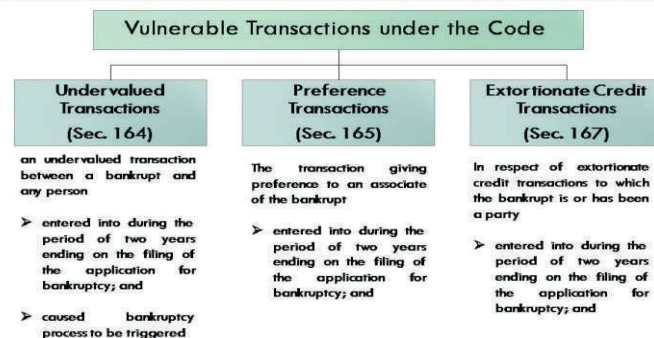 Vulnerable Transactions under the Code
Undervalued
Transactions
(Sec. 164)
an undervalued transaction
between a bankrupt and
any person
➢ entered into during the
period of two years
ending on the filing of
the application for
bankruptcy; and
➢ caused bankruptcy
process to be triggered
Preference
Transactions
(Sec. 165)
The transaction giving
preference to an associate
of the bankrupt
➢ entered into during the
period of two years
ending on the filing of
the application for
bankruptcy; and
Extortionate Credit
Transactions
(Sec. 167)
In respect of extortionate
credit transactions to which
the bankrupt is or has been
a party
➢ entered into during the
period of two years
ending on the filing of
the application for
bankruptcy; and